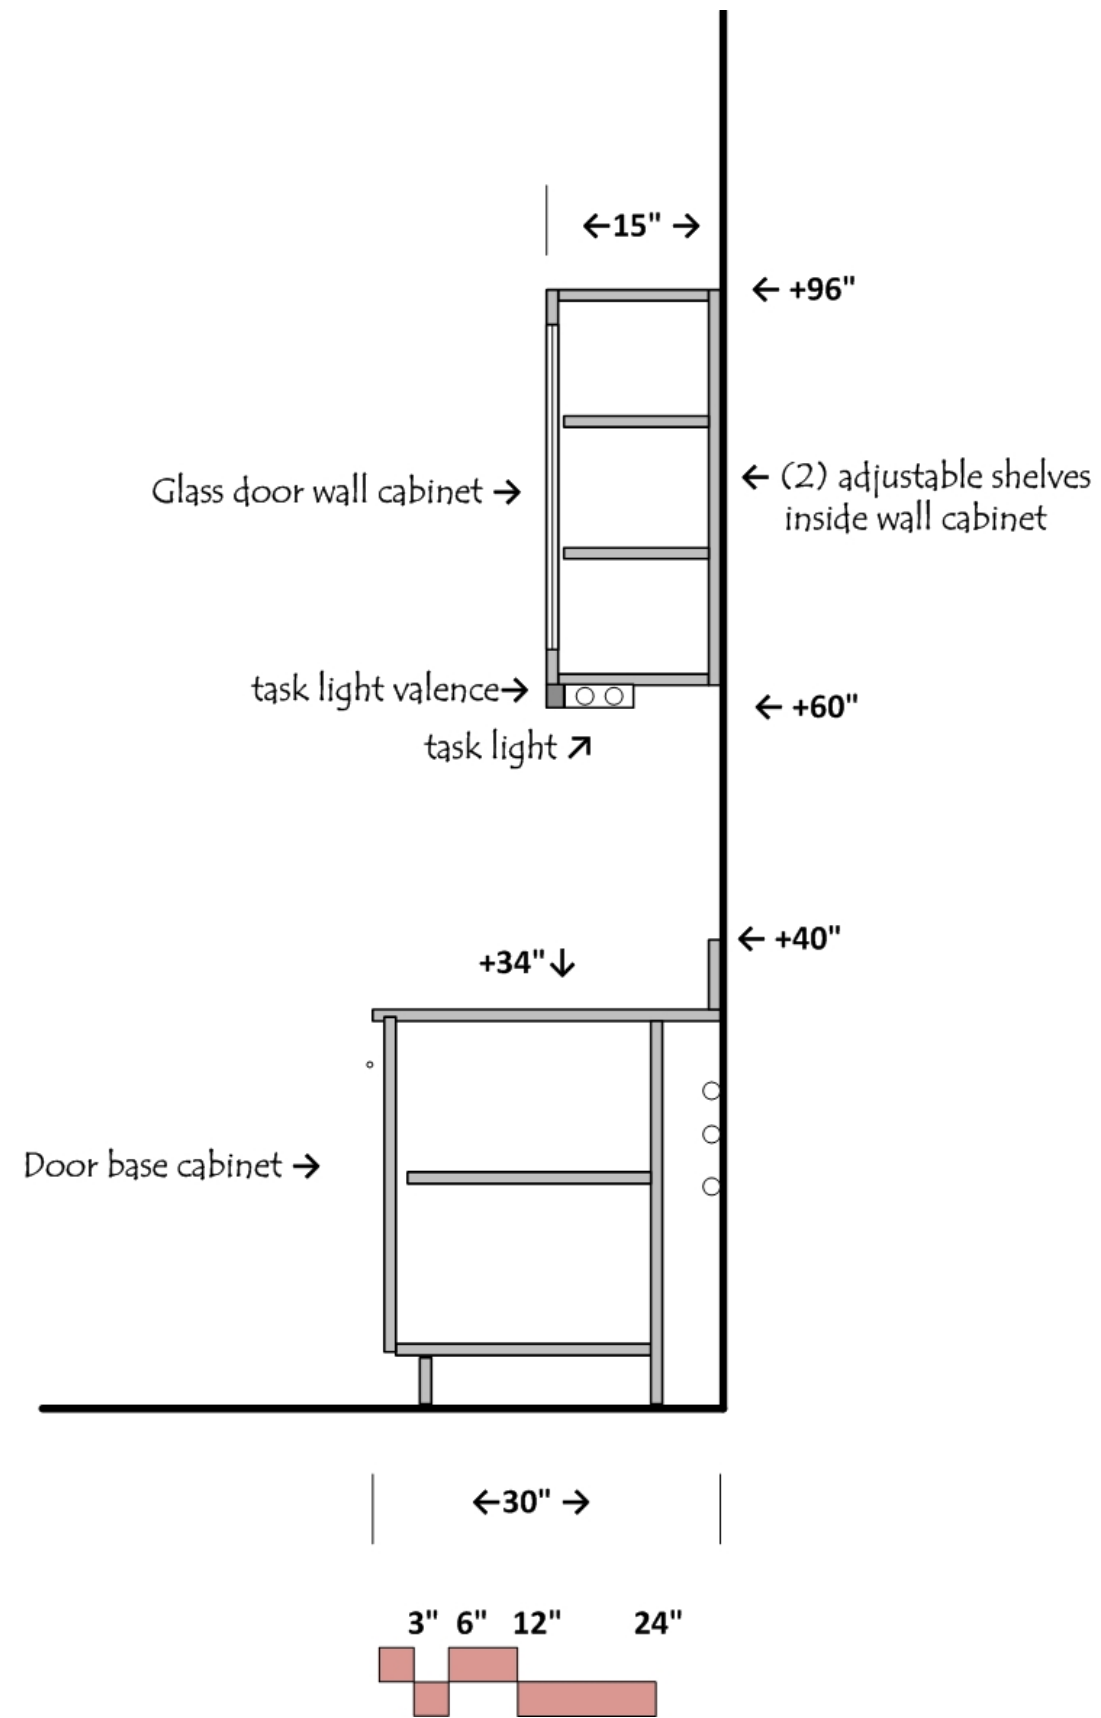 ←15" →
← +96"
Glass door wall cabinet →
← (2) adjustable shelves
inside wall cabinet
task light valence→
← +60"
task light ↗
← +40"
+34"↓
Door base cabinet →
←30" →
3" 6" 12" 24"